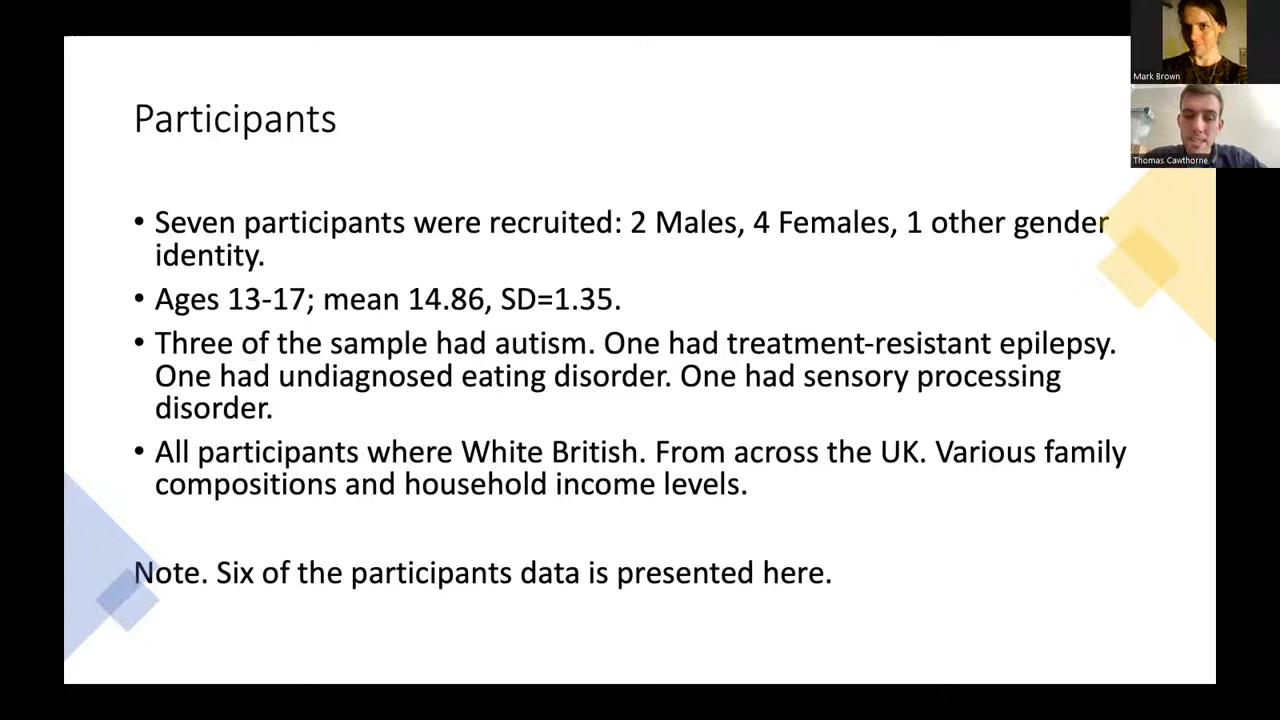 Participants
Mark Brown
Thomas Cawthorne
• Seven participants were recruited: 2 Males, 4 Females, 1 other gender
identity.
• Ages 13-17; mean 14.86, SD=1.35.
• Three of the sample had autism. One had treatment-resistant epilepsy.
One had undiagnosed eating disorder. One had sensory processing
disorder.
• All participants where White British. From across the UK. Various family
compositions and household income levels.
Note. Six of the participants data is presented here.